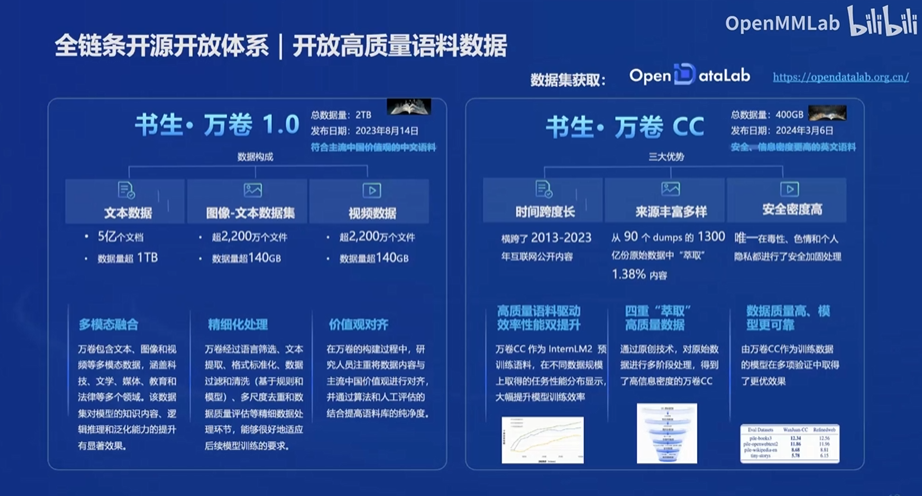 OpenMMLab bilibili
全链条开源开放体系｜开放高质量语料数据
数据集获取：
OpenDataLab
https://opendatalab.org.cn/
书生·万卷 1.0
总数据量：2TB
发布日期：2023年8月14日
符合主流中国价值观的中文语料
数据构成
文本数据
图像-文本数据集
视频数据
• 5亿个文档
• 数据量超 1TB
• 超2,200万个文件
• 数据量超140GB
• 超2,200万个文件
• 数据量超140GB
多模态融合
万卷包含文本、图像和视
频等多模态数据，涵盖科
技、文学、媒体、教育和
法律等多个领域。该数据
集对模型的知识内容、逻
辑推理和泛化能力的提升
有显著效果。
精细化处理
万卷经过语言筛选、文本
提取、格式标准化、数据
过滤和清洗（基于规则和
模型）、多尺度去重和数
据质量评估等精细数据处
理环节，能够很好地适应
后续模型训练的要求。
价值观对齐
在万卷的构建过程中，研
究人员注重将数据内容与
主流中国价值观进行对齐，
并通过算法和人工评估的
结合提高语料库的纯净度。
书生·万卷 CC
总数据量：400GB
发布日期：2024年3月6日
安全、信息密度更高的英文语料
三大优势
时间跨度长
来源丰富多样
安全密度高
横跨了 2013-2023
年互联网公开内容
从 90 个 dumps 的 1300
亿份原始数据中“萃取”
1.38% 内容
唯一在毒性、色情和个人
隐私都进行了安全加固处理
高质量语料驱动
效率性能双提升
万卷CC 作为 InternLM2 预
训练语料，在不同数据规模
上取得的任务性能分布显示，
大幅提升模型训练效率
四重“萃取”
高质量数据
通过原创技术，对原始数
据进行多阶段处理，得到
了高信息密度的万卷CC
数据质量高、模
型更可靠
由万卷CC作为训练数据
的模型在多项验证中取得
了更优效果